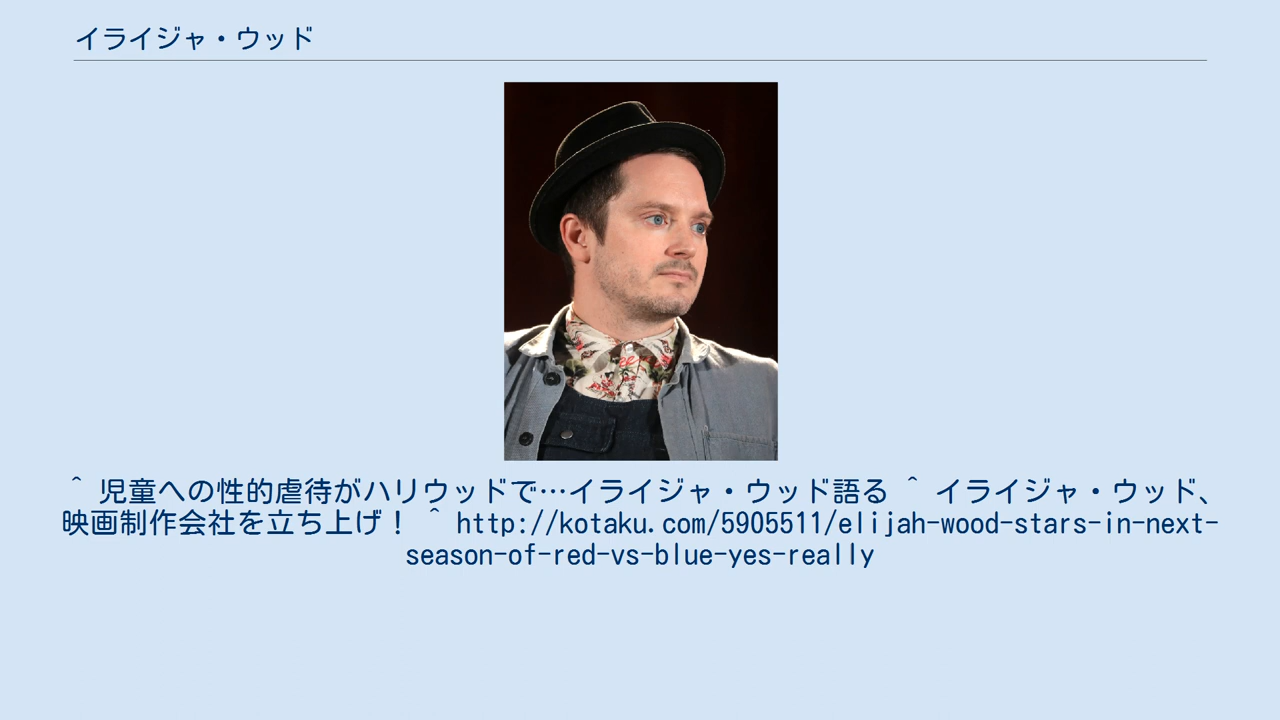 イライジャ・ウッド
^ 児童への性的虐待がハリウッドで…イライジャ・ウッド語る ^ イライジャ・ウッド、
映画制作会社を立ち上げ！ ^ http://kotaku.com/5905511/elijah-wood-stars-in-next-
season-of-red-vs-blue-yes-really